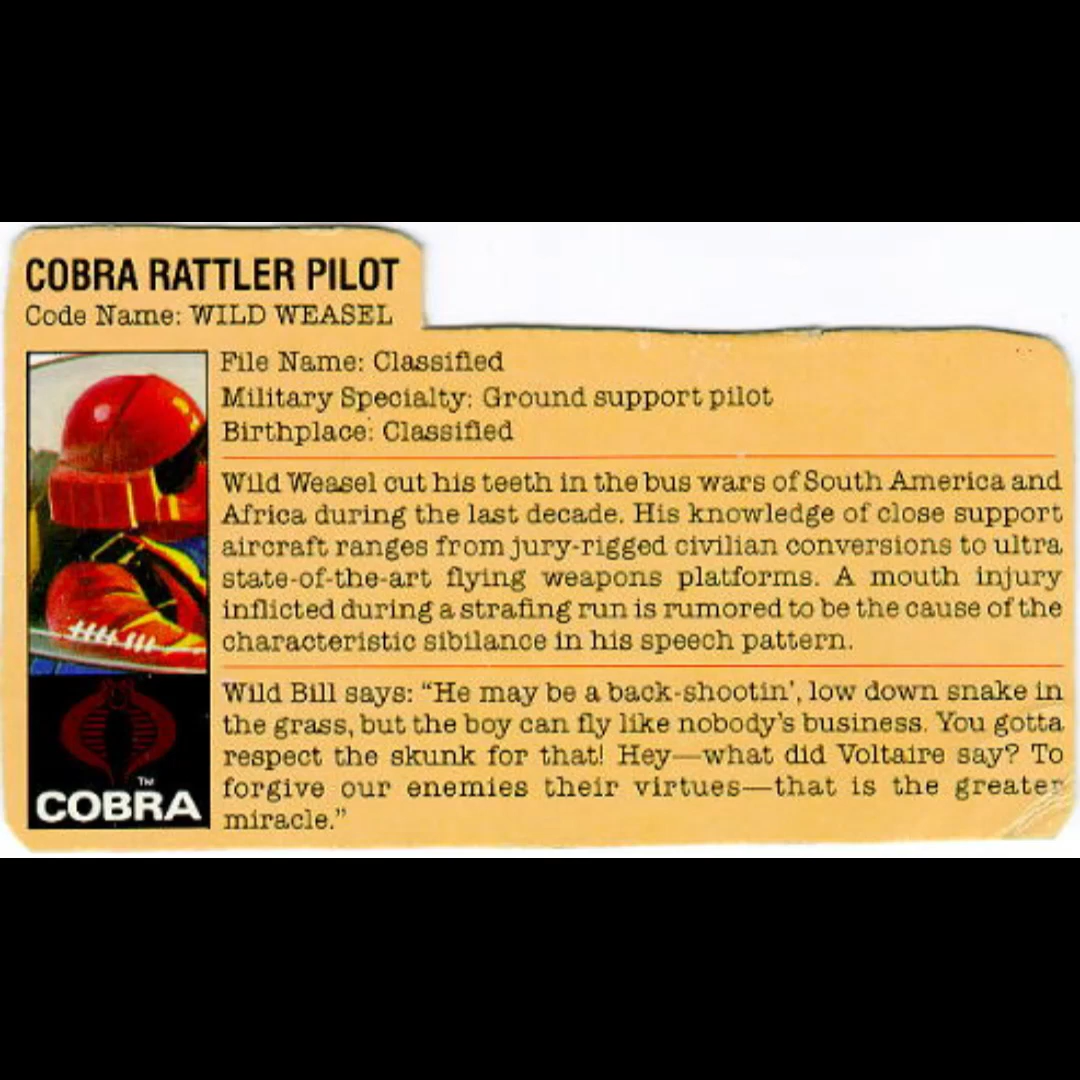 COBRA RATTLER PILOT
Code Name: WILD WEASEL
File Name: Classified
Military Specialty: Ground support pilot
Birthplace: Classified
Wild Weasel cut his teeth in the bus wars of South America and
Africa during the last decade. His knowledge of close support
aircraft ranges from jury-rigged civilian conversions to ultra
state-of-the-art flying weapons platforms. A mouth injury
inflicted during a strafing run is rumored to be the cause of the
characteristic sibilance in his speech pattern.
Wild Bill says: “He may be a back-shootin’, low down snake in
the grass, but the boy can fly like nobody’s business. You gotta
respect the skunk for that! Hey—what did Voltaire say? To
forgive our enemies their virtues—that is the greater
miracle.”
TM
COBRA